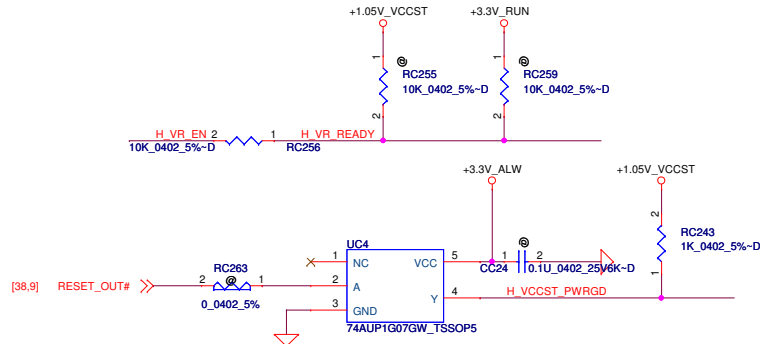 +1.05V_VCCST
+3.3V_RUN
1
@
RC255
10K_0402_5%~D
2
1
@
RC259
10K_0402_5%~D
2
H_VR_EN
2
1
H_VR_READY
10K_0402_5%~D
RC256
+3.3V_ALW
+1.05V_VCCST
2
RC243
1K_0402_5%~D
1
UC4
1
NC
VCC
5
1
@
2
CC24
0.1U_0402_25V6K~D
[38,9]
RESET_OUT#
2
RC263
@
1
0_0402_5%
2
A
3
GND
Y
4
H_VCCST_PWRGD
74AUP1G07GW_TSSOP5